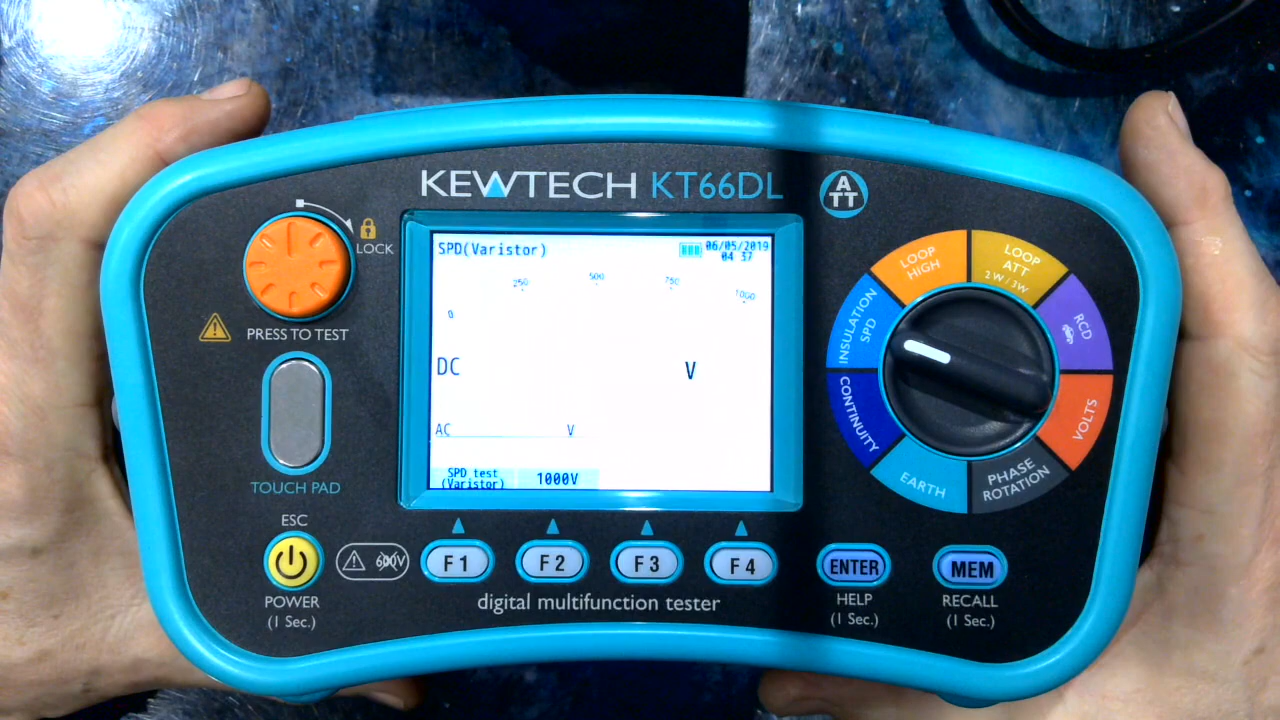 KEWTECH KT66DL
ATT
LOCK
PRESS TO TEST
TOUCH PAD
ESC
POWER
(1 Sec.)
600V
SPD(Varistor)
06/05/2019
04 37
0
250
500
750
1000
DC
V
AC
V
SPD test
(Varistor)
1000V
F1
F2
F3
F4
digital multifunction tester
ENTER
HELP
(1 Sec.)
MEM
RECALL
(1 Sec.)
LOOP
HIGH
LOOP
ATT
2W/3W
RCD
VOLTS
PHASE
ROTATION
EARTH
CONTINUITY
INSULATION
SPD